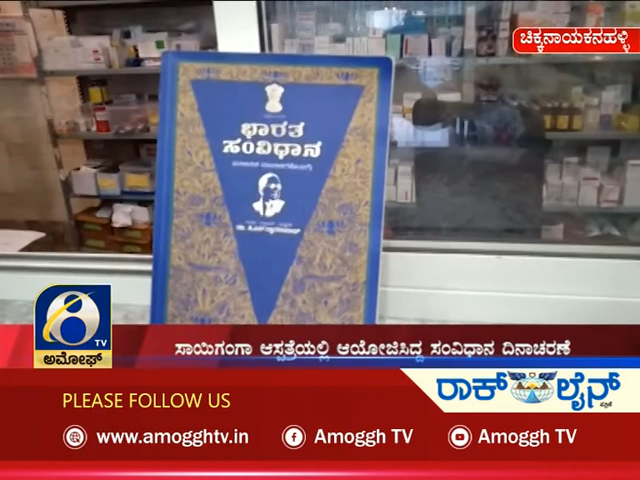 ಚಿಕ್ಕನಾಯಕನಹಳ್ಳಿ
ಭಾರತ
ಸಂವಿಧಾನ
6
TV
ಅಮೋಘ್
ಸಾಯಿಗಂಗಾ ಆಸ್ಪತ್ರೆಯಲ್ಲಿ ಆಯೋಜಿಸಿದ್ದ ಸಂವಿಧಾನ ದಿನಾಚರಣೆ
PLEASE FOLLOW US
ರಾಕ್ ಲೈನ್
www.amogghtv.in
Amoggh TV
Amoggh TV